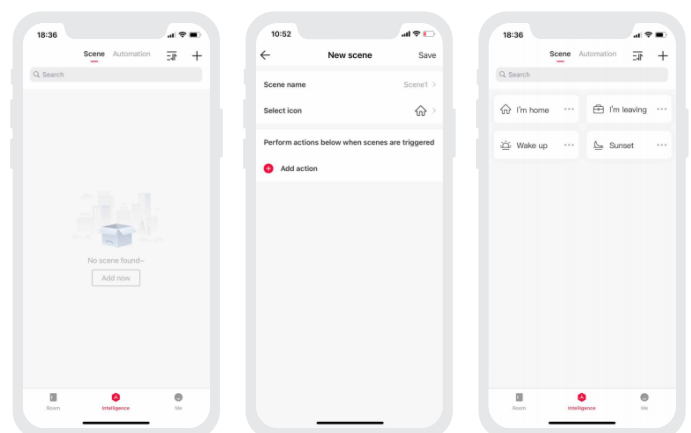 18:36
Scene Automation
Search
No scene found~
Add now
Room Intelligence Me
10:52
New scene Save
Scene name Scene1 >
Select icon >
Perform actions below when scenes are triggered
Add action
18:36
Scene Automation
Search
I'm home ••• I'm leaving •••
Wake up ••• Sunset •••
Room Intelligence Me